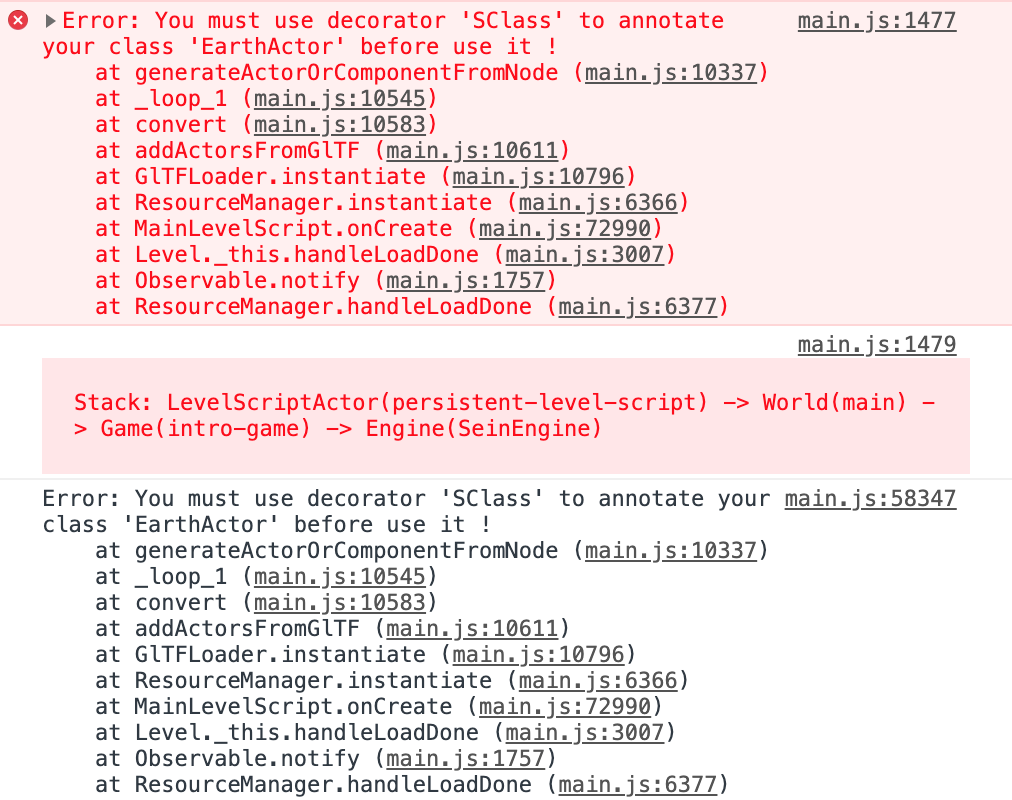 Error: You must use decorator 'SClass' to annotate main.js:1477
your class 'EarthActor' before use it !
at generateActorOrComponentFromNode (main.js:10337)
at _loop_1 (main.js:10545)
at convert (main.js:10583)
at addActorsFromGlTF (main.js:10611)
at GlTFLoader.instantiate (main.js:10796)
at ResourceManager.instantiate (main.js:6366)
at MainLevelScript.onCreate (main.js:72990)
at Level._this.handleLoadDone (main.js:3007)
at Observable.notify (main.js:1757)
at ResourceManager.handleLoadDone (main.js:6377)
main.js:1479
Stack: LevelScriptActor(persistent-level-script) -> World(main) -
> Game(intro-game) -> Engine(SeinEngine)
Error: You must use decorator 'SClass' to annotate your main.js:58347
class 'EarthActor' before use it !
at generateActorOrComponentFromNode (main.js:10337)
at _loop_1 (main.js:10545)
at convert (main.js:10583)
at addActorsFromGlTF (main.js:10611)
at GlTFLoader.instantiate (main.js:10796)
at ResourceManager.instantiate (main.js:6366)
at MainLevelScript.onCreate (main.js:72990)
at Level._this.handleLoadDone (main.js:3007)
at Observable.notify (main.js:1757)
at ResourceManager.handleLoadDone (main.js:6377)